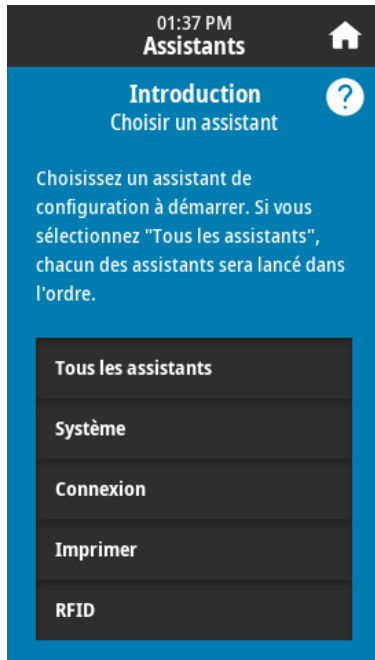 01:37 PM
Assistants
Introduction
?
Choisir un assistant
Choisissez un assistant de
configuration à démarrer. Si vous
sélectionnez "Tous les assistants",
chacun des assistants sera lancé dans
l'ordre.
Tous les assistants
Système
Connexion
Imprimer
RFID